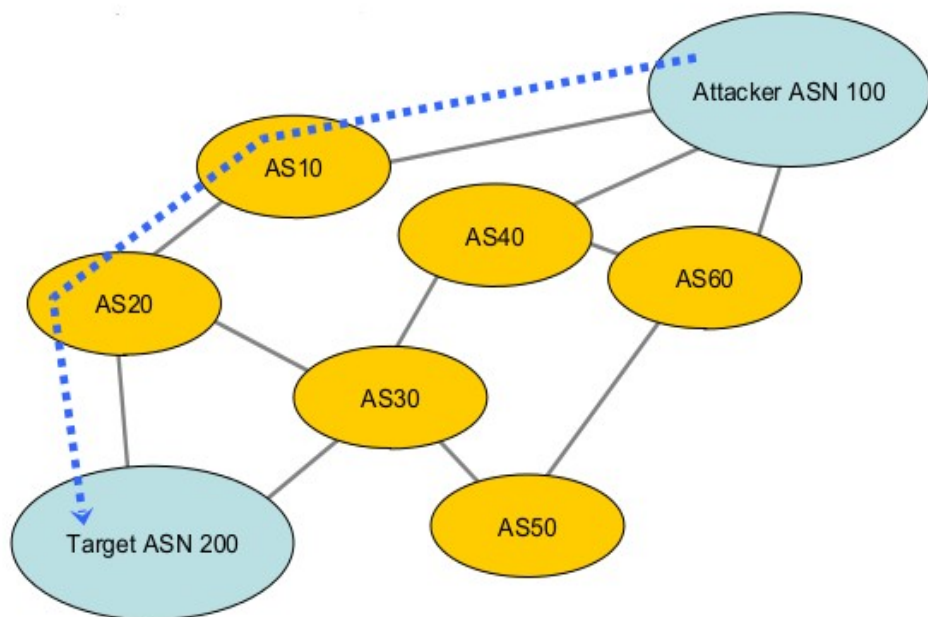 Attacker ASN 100
AS10
AS40
AS60
AS20
AS30
AS50
Target ASN 200